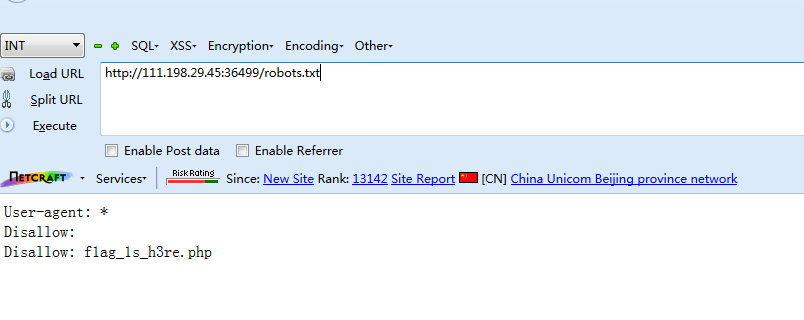 INT SQL XSS Encryption Encoding Other
Load URL http://111.198.29.45:36499/robots.txt
Split URL
Execute
Enable Post data Enable Referrer
NETCRAFT Services Risk Rating Since: New Site Rank: 13142 Site Report [CN] China Unicom Beijing province network
User-agent: *
Disallow:
Disallow: flag_1s_h3re.php